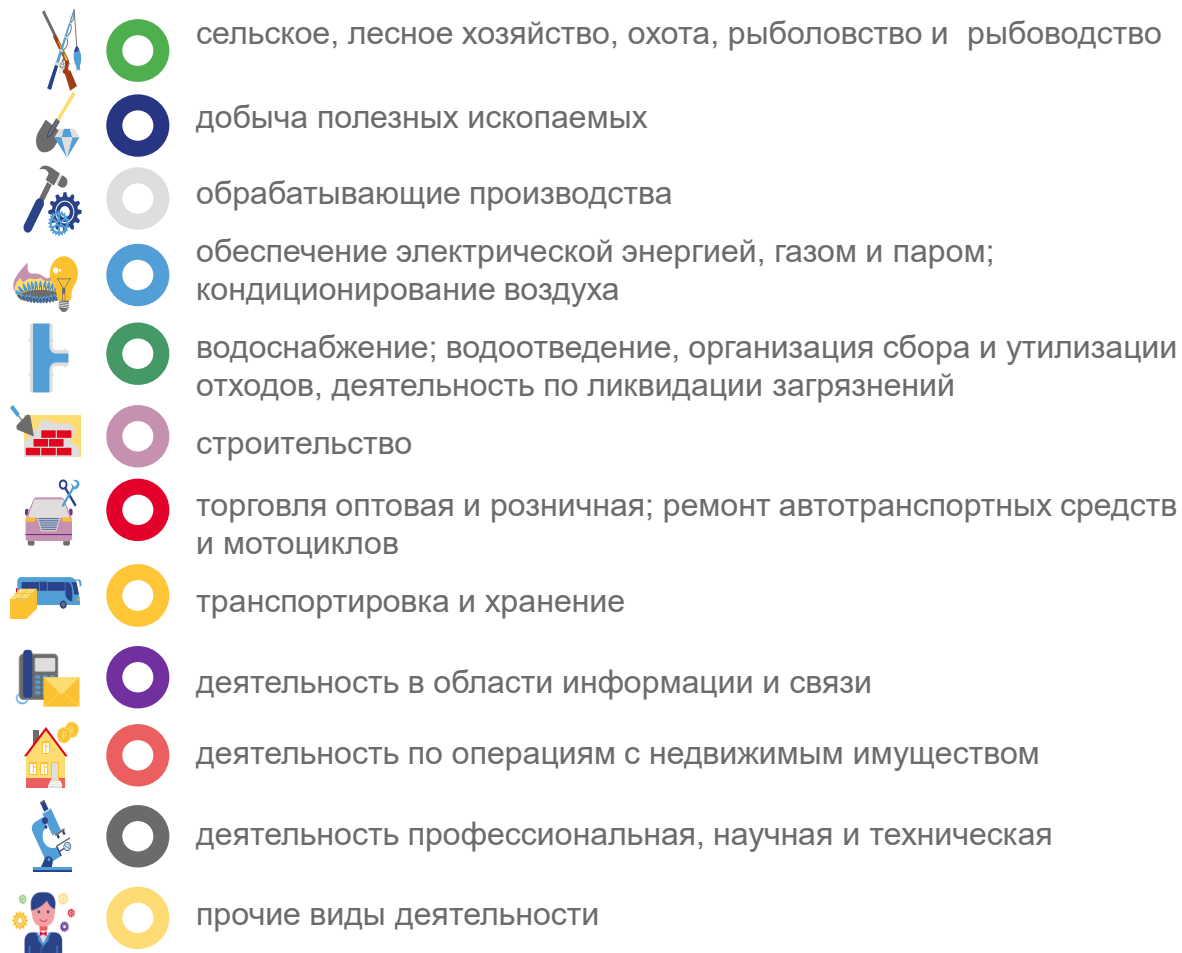 сельское, лесное хозяйство, охота, рыболовство и рыбоводство
добыча полезных ископаемых
обрабатывающие производства
обеспечение электрической энергией, газом и паром;
кондиционирование воздуха
водоснабжение; водоотведение, организация сбора и утилизации
отходов, деятельность по ликвидации загрязнений
строительство
торговля оптовая и розничная; ремонт автотранспортных средств
и мотоциклов
транспортировка и хранение
деятельность в области информации и связи
деятельность по операциям с недвижимым имуществом
деятельность профессиональная, научная и техническая
прочие виды деятельности